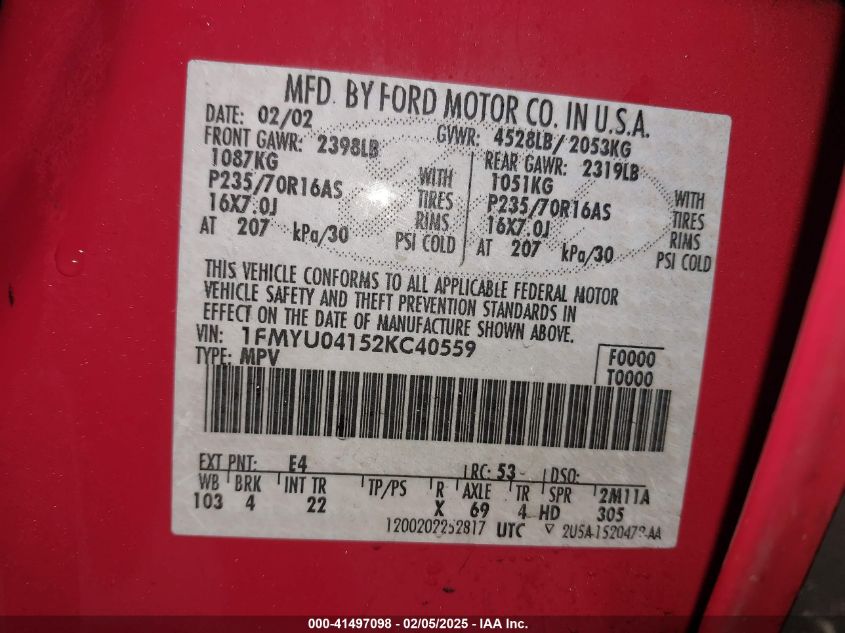 MFD. BY FORD MOTOR CO. IN U.S.A.
DATE: 02/02 GVWR: 4528LB/2053KG
FRONT GAWR: 2398LB REAR GAWR: 2319LB
1087KG WITH 1051KG WITH
P235/70R16AS TIRES P235/70R16AS TIRES
16X7.0J RIMS 16X7.0J RIMS
AT 207 kPa/30 PSI COLD AT 207 kPa/30 PSI COLD
THIS VEHICLE CONFORMS TO ALL APPLICABLE FEDERAL MOTOR
VEHICLE SAFETY AND THEFT PREVENTION STANDARDS IN
EFFECT ON THE DATE OF MANUFACTURE SHOWN ABOVE.
VIN: 1FMYU04152KC40559 F0000
TYPE: MPV T0000
EXT PNT: E4 RC: 53 DSO:
WB BRK INT TR TP/PS R AXLE TR SPR 2M11A
103 4 22 X 69 4 HD 305
1200202252817 UTC ▽ 2U5A-1520472-AA
000-41497098 - 02/05/2025 - IAA Inc.